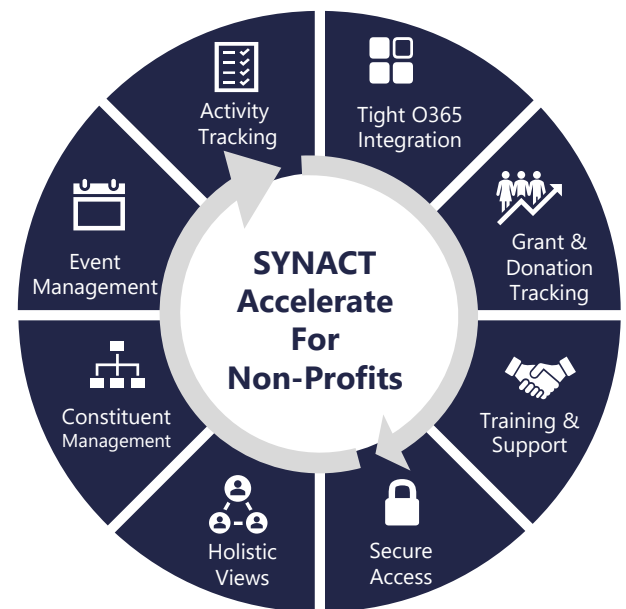 Activity
Tracking
Tight O365
Integration
Grant &
Donation
Tracking
Training &
Support
Secure
Access
Holistic
Views
Constituent
Management
Event
Management
SYNACT
Accelerate
For
Non-Profits